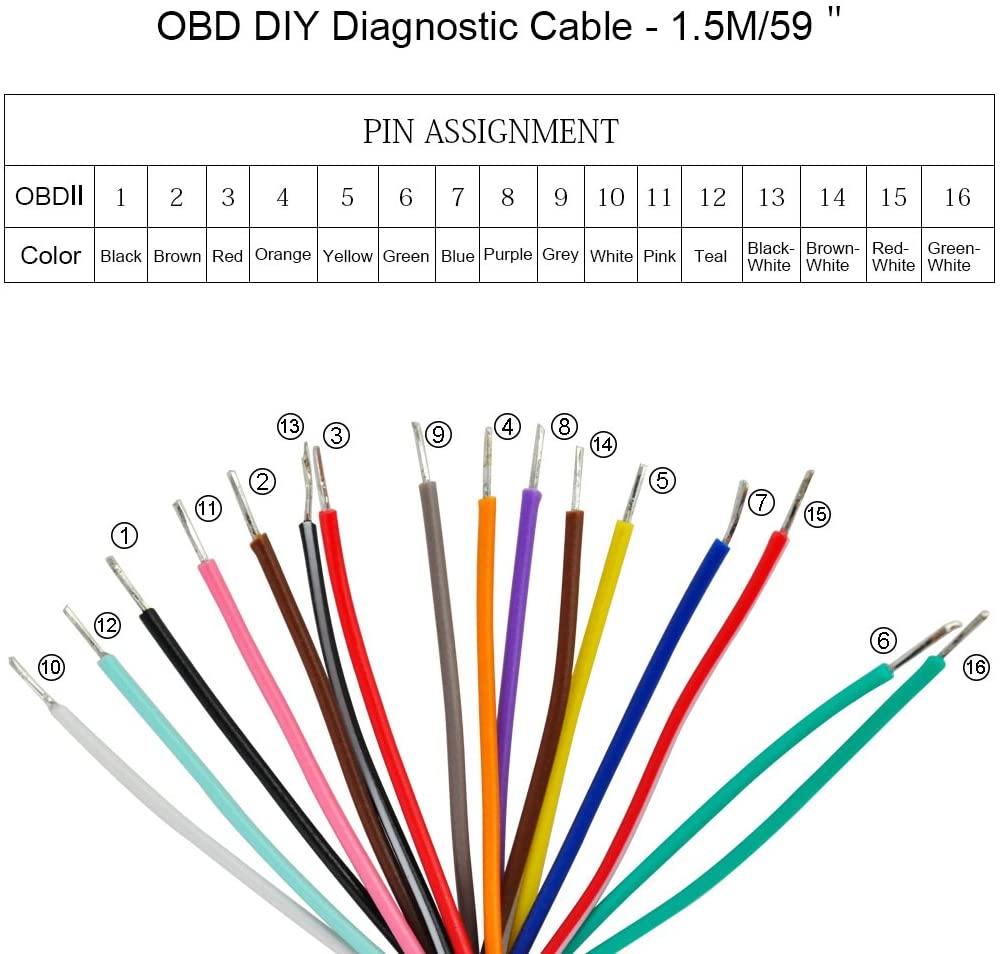 OBD DIY Diagnostic Cable - 1.5M/59 "
PIN ASSIGNMENT
OBDII 1 2 3 4 5 6 7 8 9 10 11 12 13 14 15 16
Color Black Brown Red Orange Yellow Green Blue Purple Grey White Pink Teal Black-White Brown-White Red-White Green-White
13 3 9 4 8 14
11 2 5 7 15
1
12
10 6 16